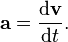 a = dv/dt.